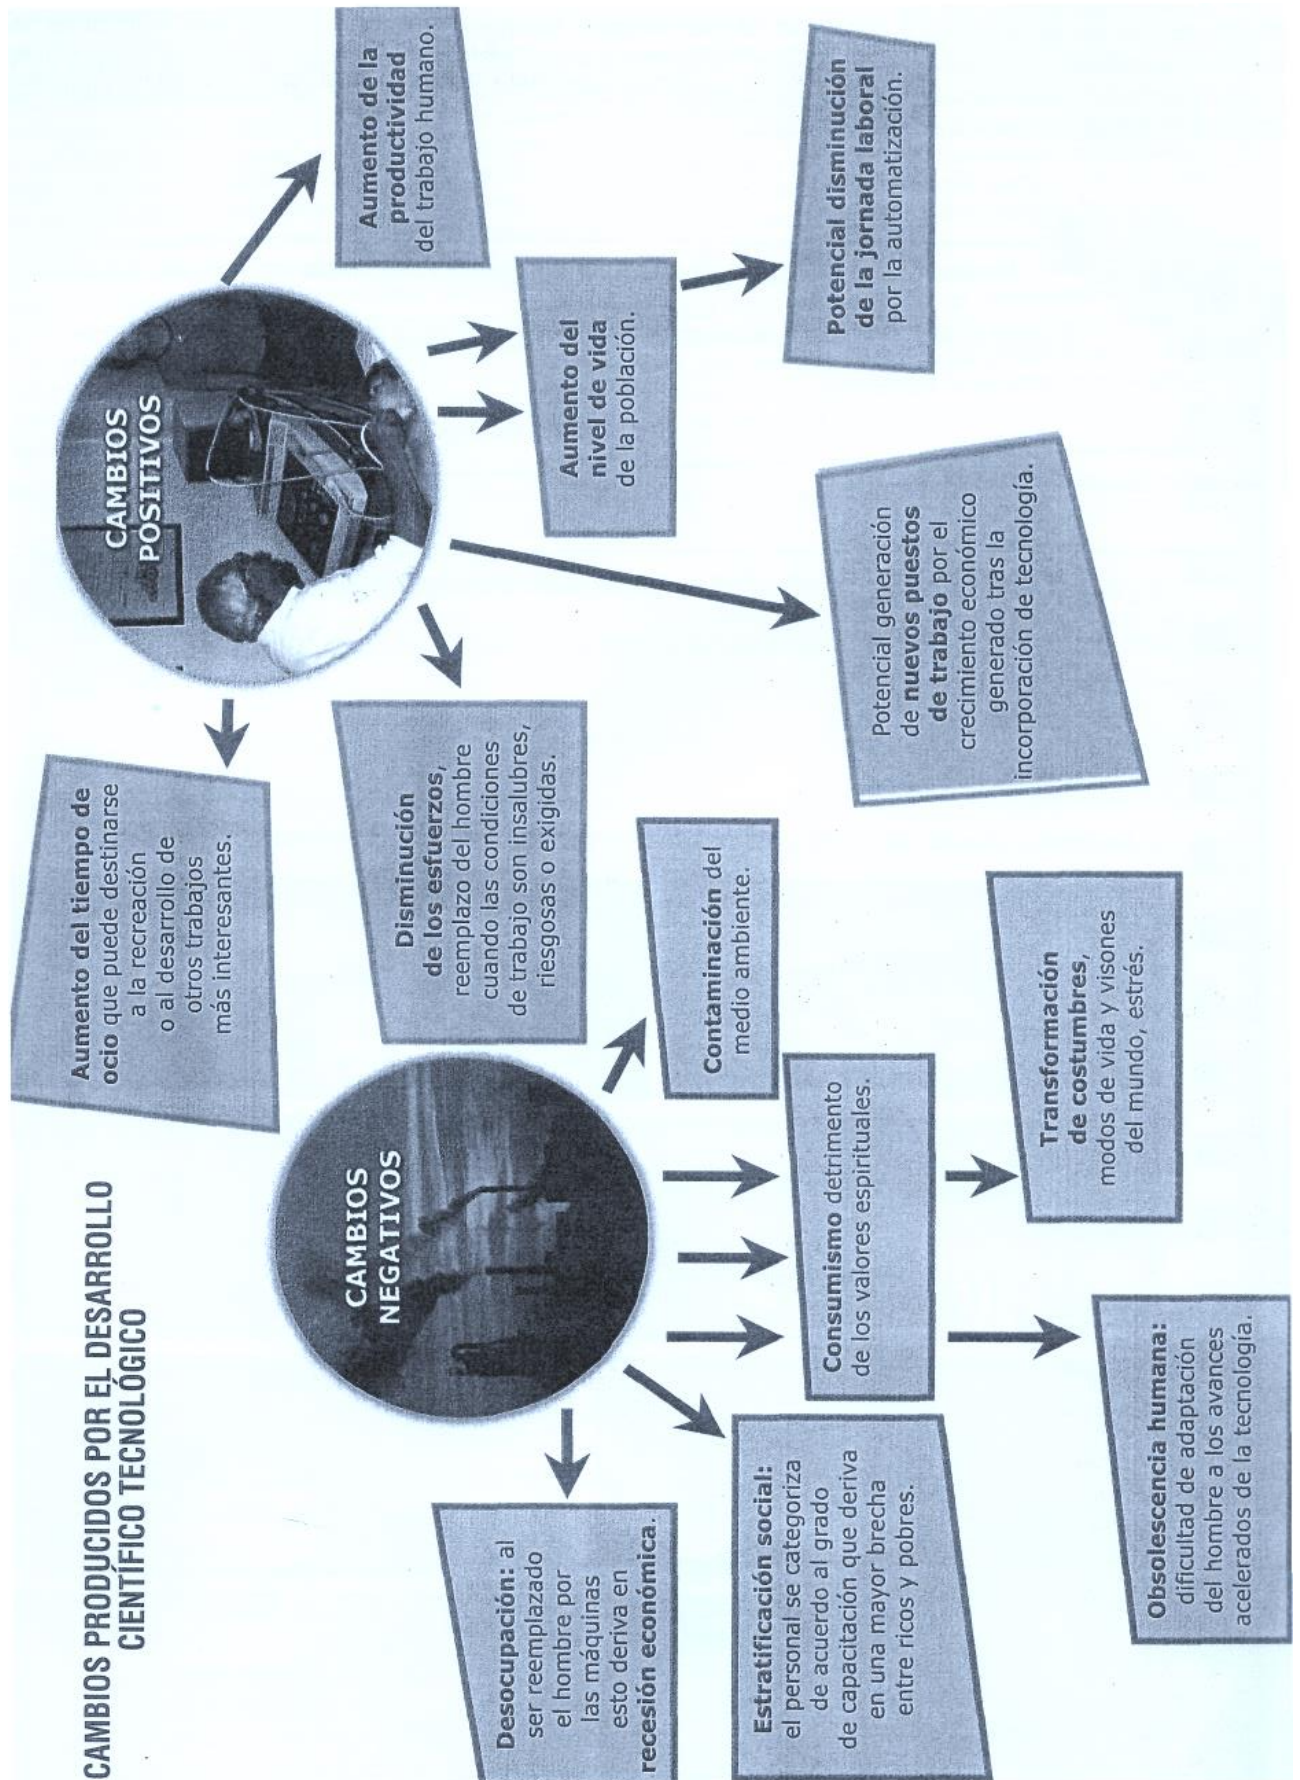 CAMBIOS PRODUCIDOS POR EL DESARROLLO
CIENTÍFICO TECNOLÓGICO
CAMBIOS
NEGATIVOS
Desocupación: al
ser reemplazado
el hombre por
las máquinas
esto deriva en
recesión económica.
Estratificación social:
el personal se categoriza
de acuerdo al grado
de capacitación que deriva
en una mayor brecha
entre ricos y pobres.
Consumismo detrimento
de los valores espirituales.
Contaminación del
medio ambiente.
Obsolescencia humana:
dificultad de adaptación
del hombre a los avances
acelerados de la tecnología.
Transformación
de costumbres,
modos de vida y visones
del mundo, estrés.
CAMBIOS
POSITIVOS
Aumento del tiempo de
ocio que puede destinarse
a la recreación
o al desarrollo de
otros trabajos
más interesantes.
Disminución
de los esfuerzos,
reemplazo del hombre
cuando las condiciones
de trabajo son insalubres,
riesgosas o exigidas.
Potencial generación
de nuevos puestos
de trabajo por el
crecimiento económico
generado tras la
incorporación de tecnología.
Aumento del
nivel de vida
de la población.
Aumento de la
productividad
del trabajo humano.
Potencial disminución
de la jornada laboral
por la automatización.